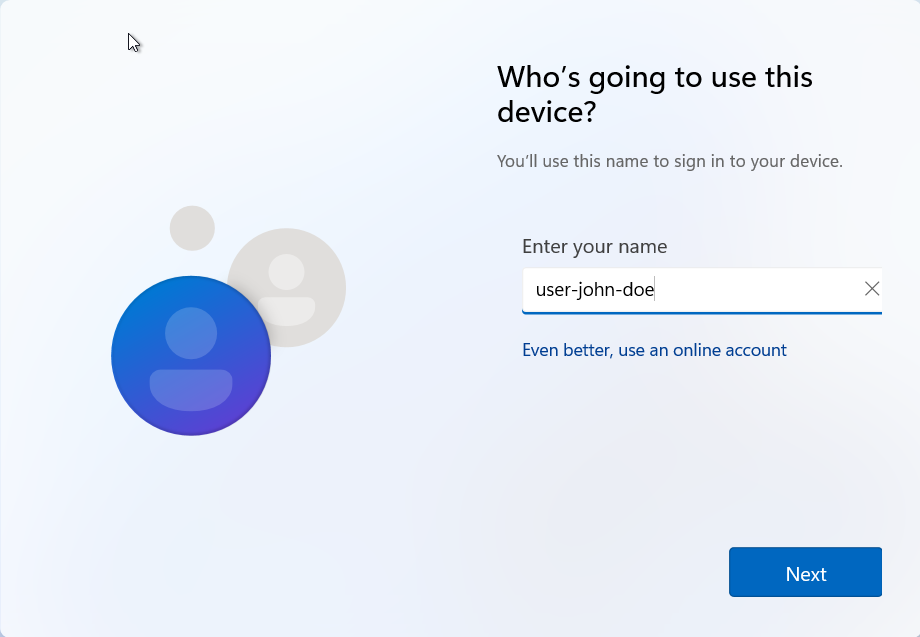 Who’s going to use this
device?
You’ll use this name to sign in to your device.
Enter your name
user-john-doe
Even better, use an online account
Next